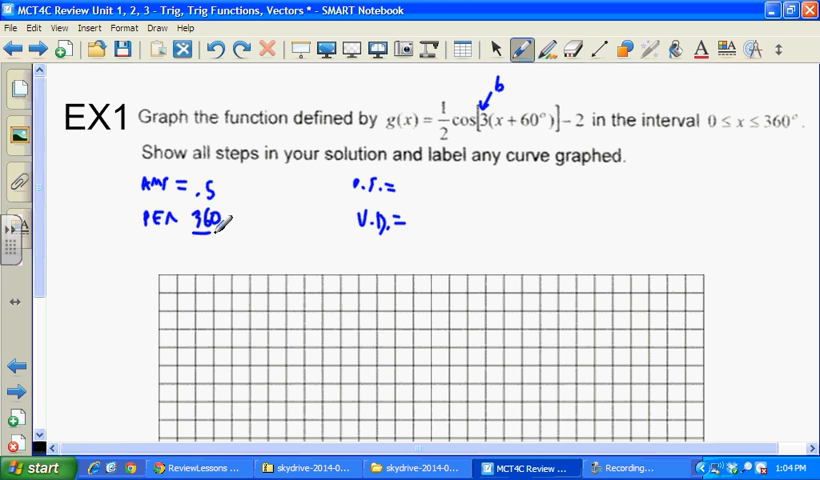 MCT4C Review Unit 1, 2, 3 - Trig, Trig Functions, Vectors * - SMART Notebook
File Edit View Insert Format Draw Help
b
EX1 Graph the function defined by g(x) = 1/2 cos[3(x + 60°)] − 2 in the interval 0 ≤ x ≤ 360°.
Show all steps in your solution and label any curve graphed.
AMP = .5 P.S.=
PER 360 V.D.=
start ReviewLessons ... skydrive-2014-0... skydrive-2014-0... MCT4C Review ... Recording... 1:04 PM